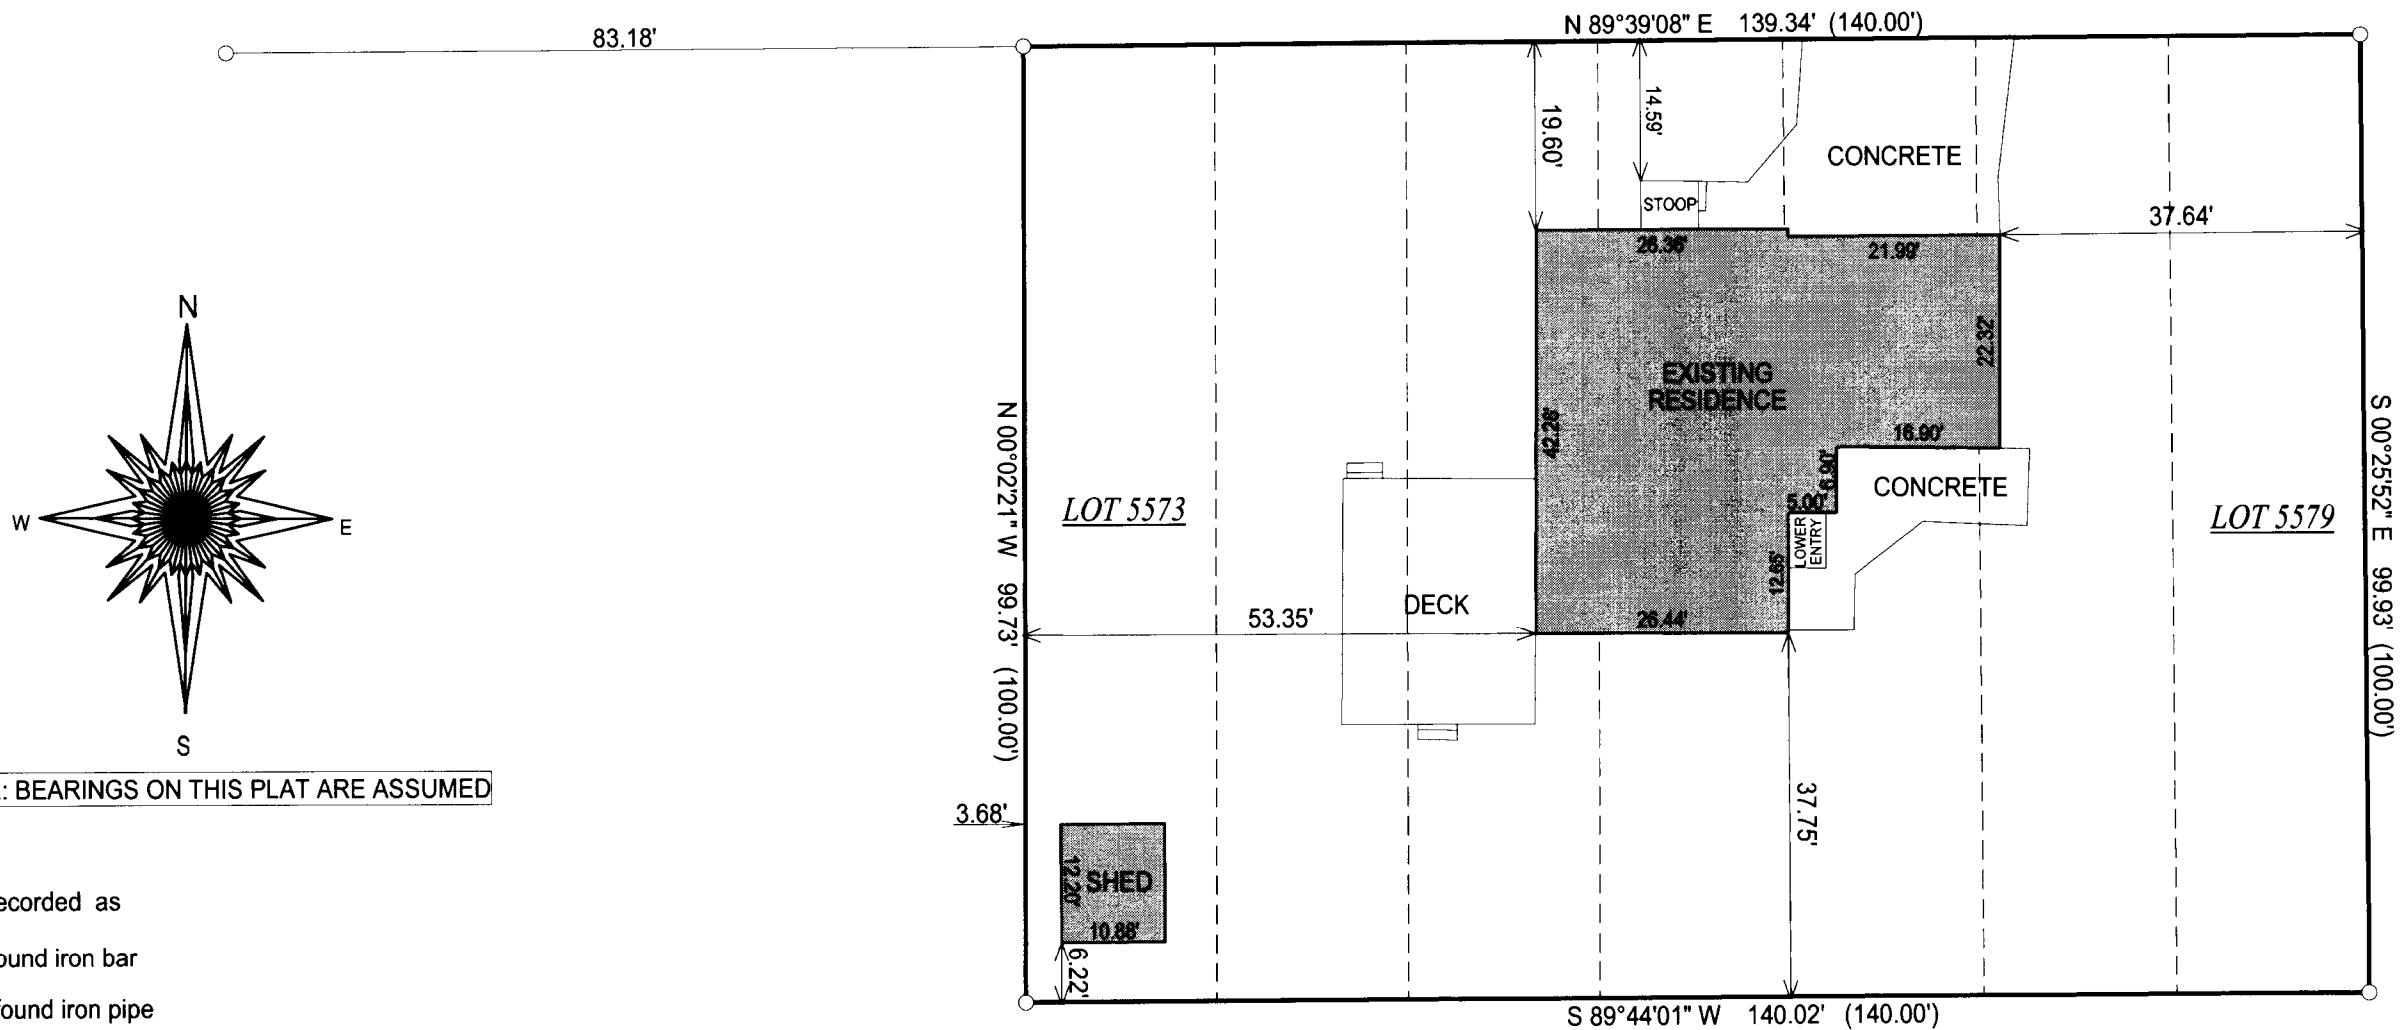 N 89°39'08" E 139.34' (140.00')
83.18'
14.59'
19.60'
CONCRETE
STOOP
37.64'
26.36'
21.99'
N
22.32'
EXISTING
RESIDENCE
S 00°25'52" E 99.93' (100.00')
N 00°02'21" W 99.73' (100.00')
42.26'
16.90'
6.90'
CONCRETE
5.00'
LOT 5573
LOT 5579
W
E
LOWER
ENTRY
12.65'
DECK
53.35'
26.44'
S
: BEARINGS ON THIS PLAT ARE ASSUMED
3.68'
37.75'
12.20'
SHED
10.88'
ecorded as
ound iron bar
6.22'
found iron pipe
S 89°44'01" W 140.02' (140.00')